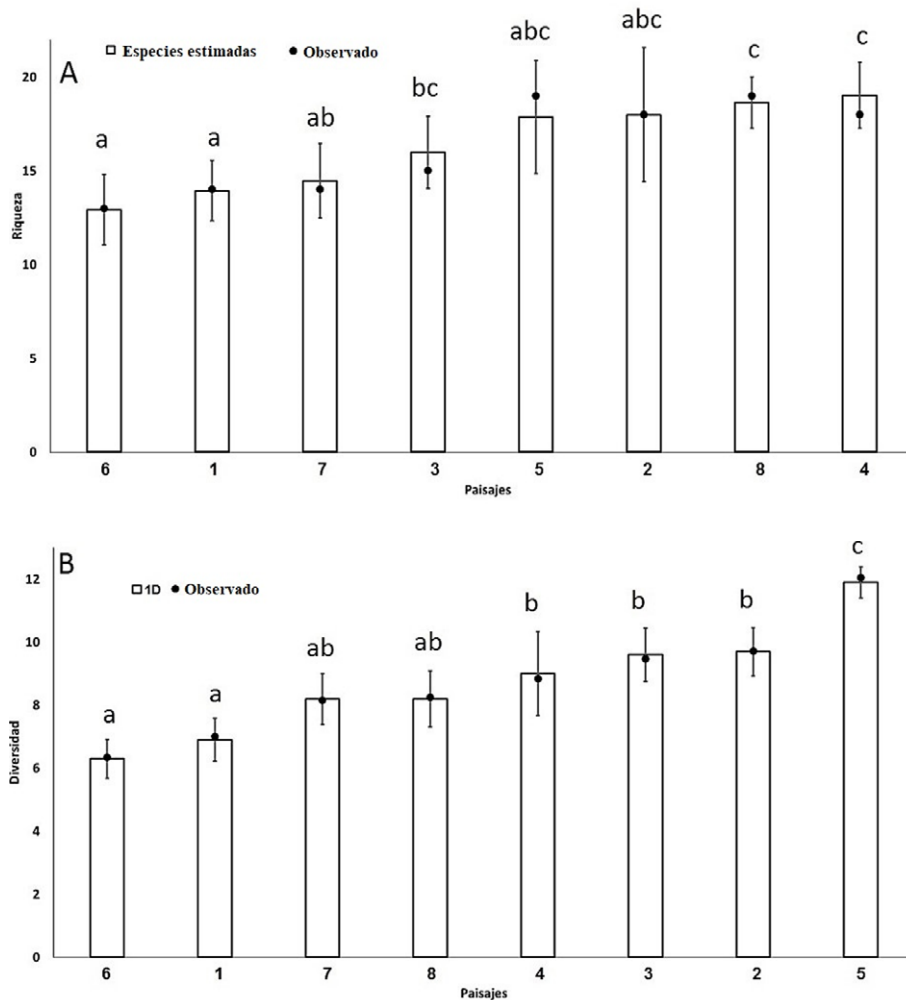 A
Especies estimadas Observado
a a ab bc abc abc c c
Riqueza
20
15
10
5
0
6 1 7 3 5 2 8 4
Paisajes
B
1D Observado
a a ab ab b b b c
Diversidad
12
10
8
6
4
2
0
6 1 7 8 4 3 2 5
Paisajes